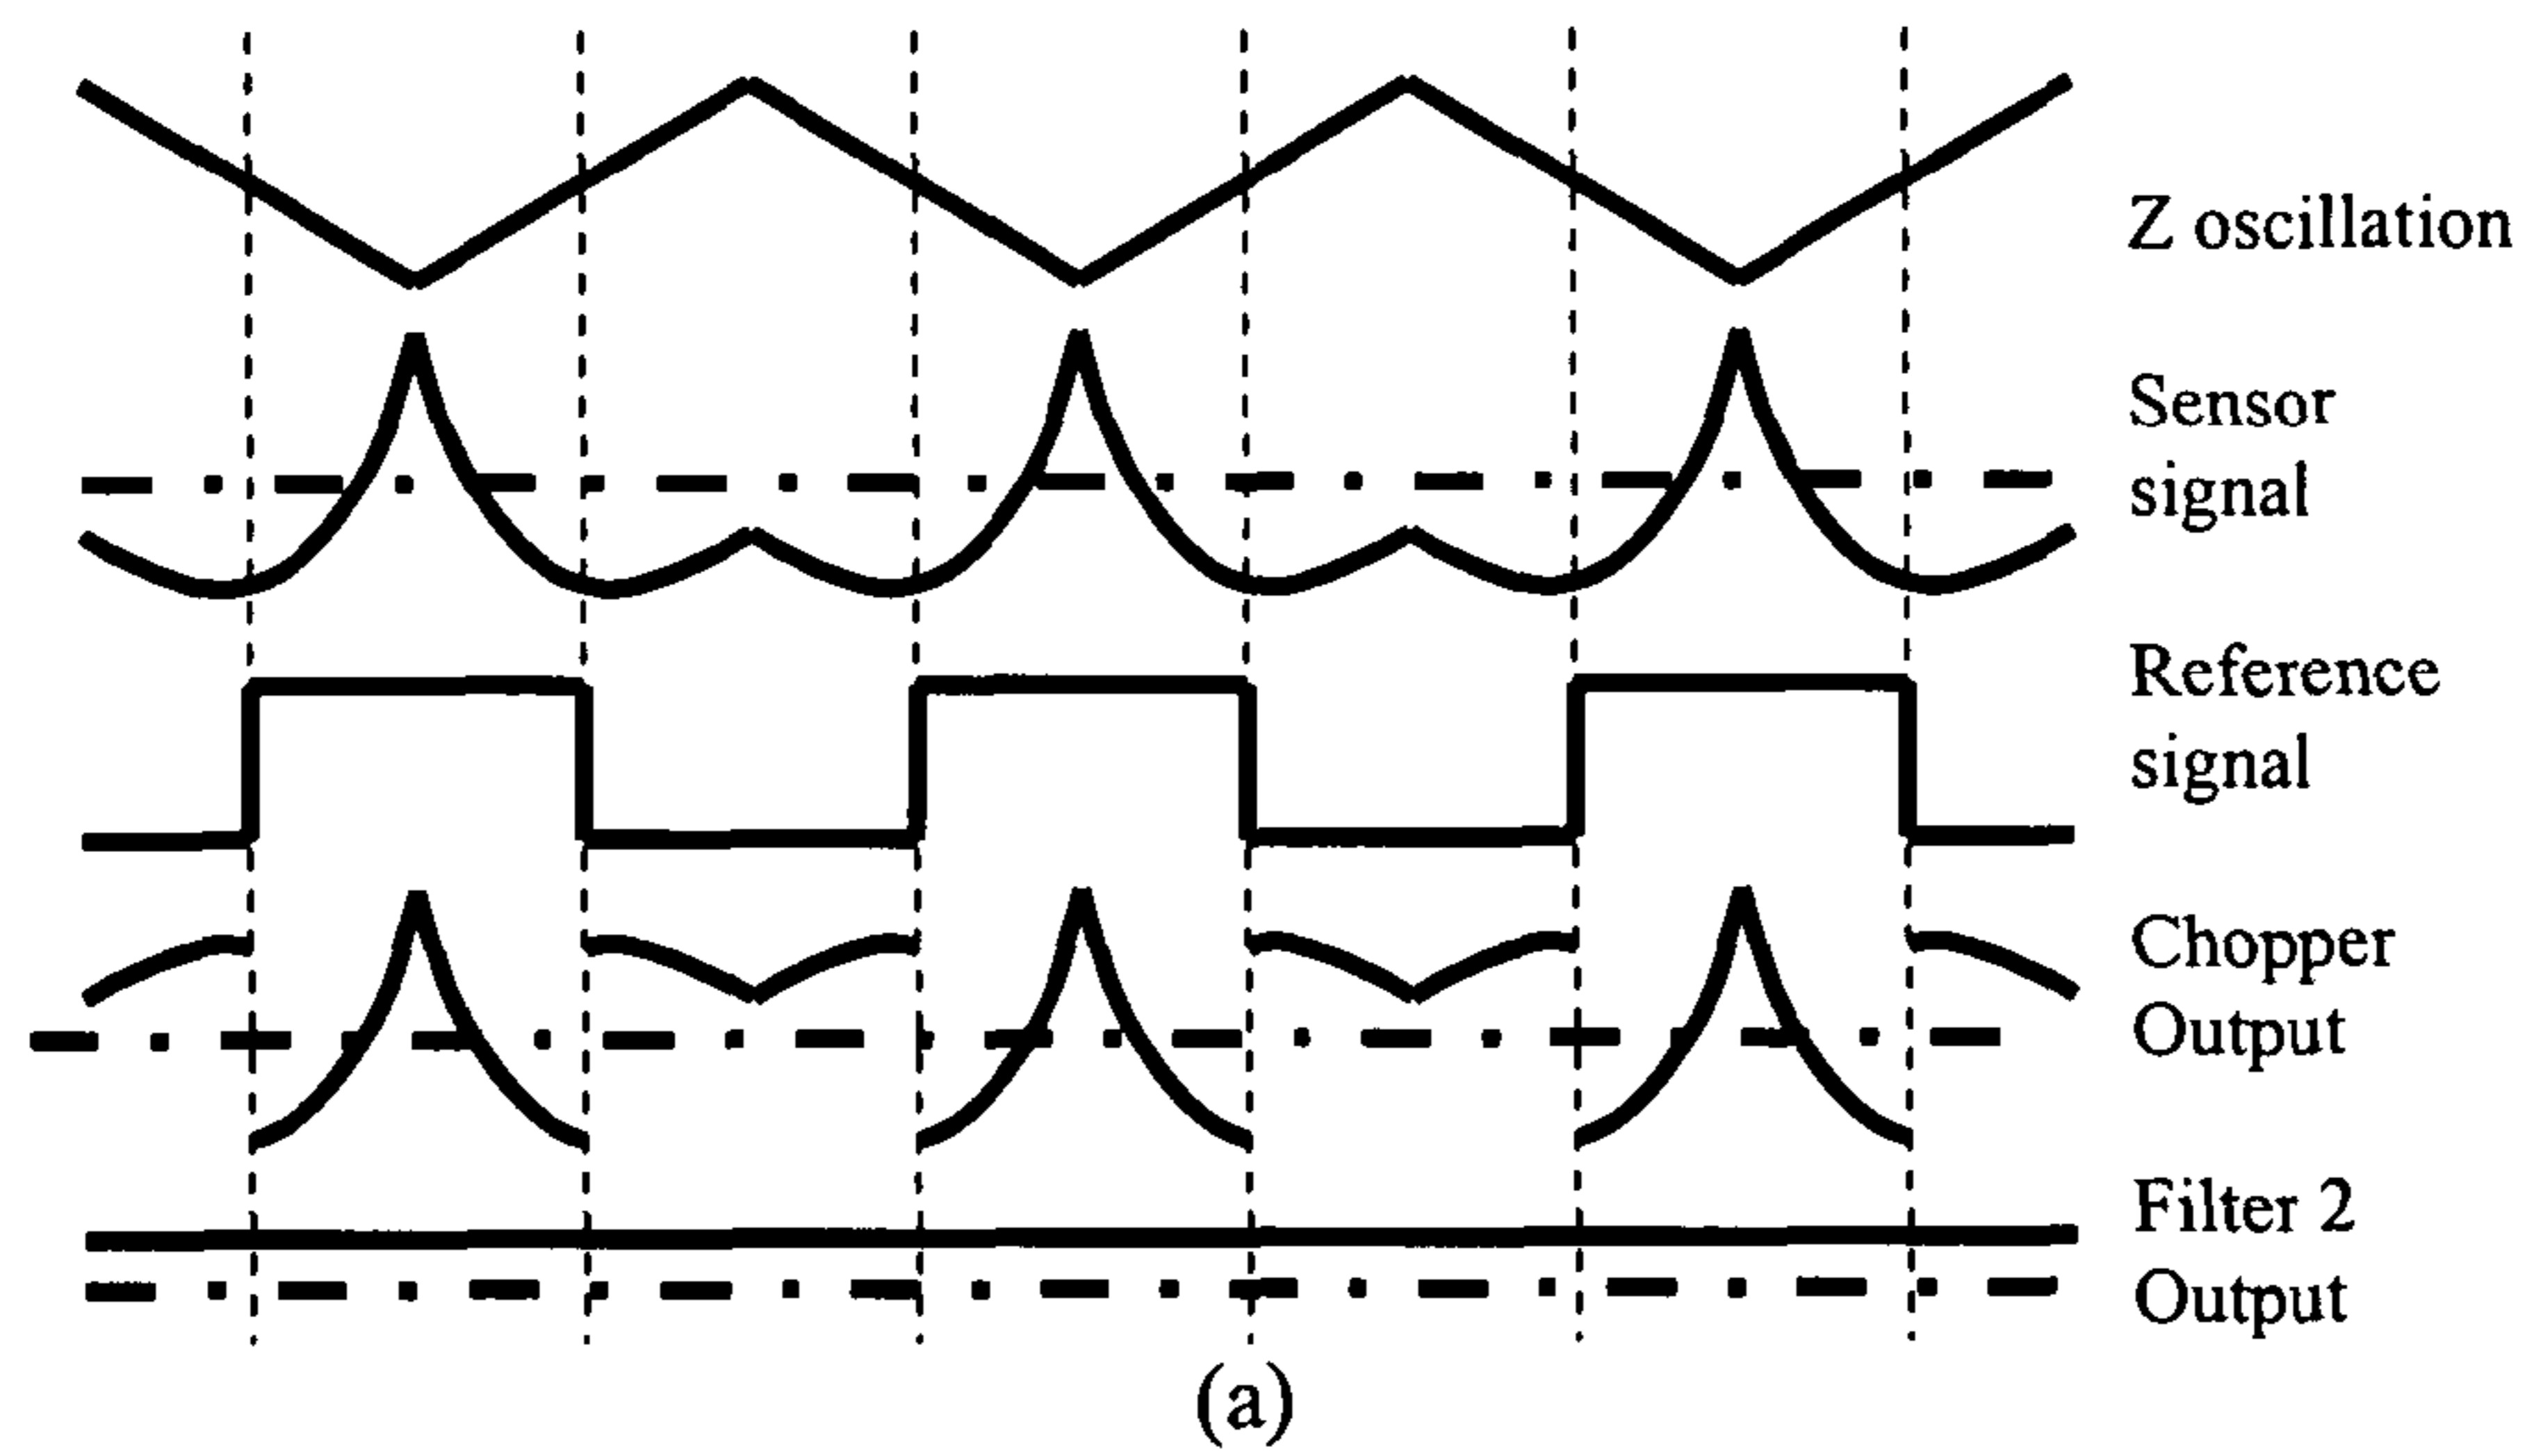 Z oscillation
Sensor
signal
Reference
signal
Chopper
Output
Filter 2
Output
(a)